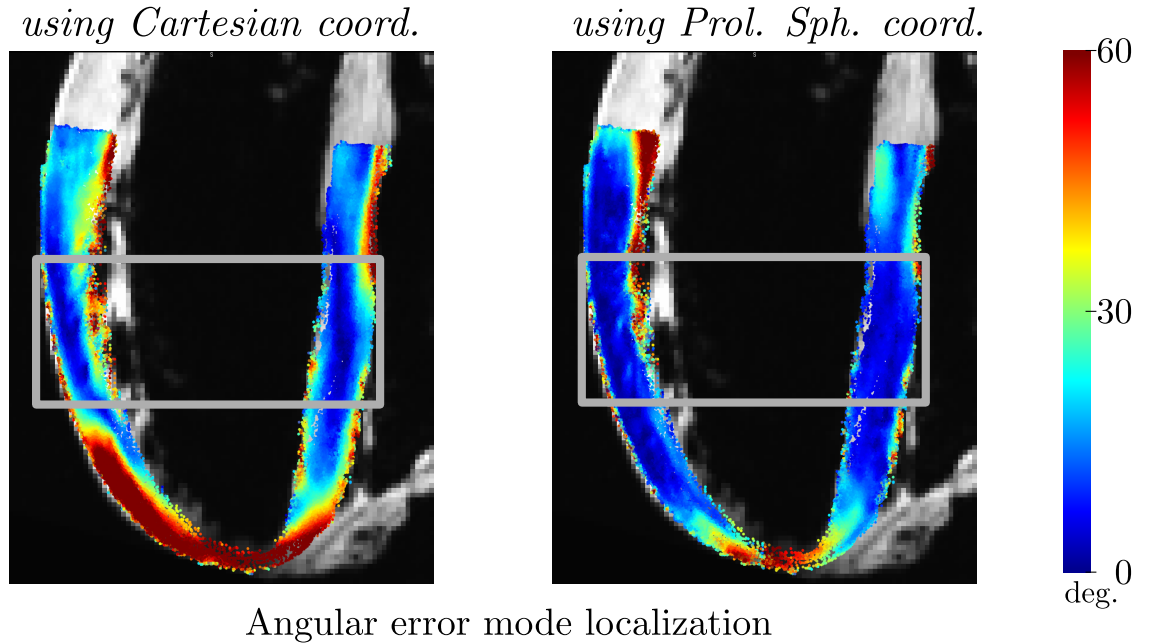 using Cartesian coord.
using Prol. Sph. coord.
s
s
60
30
0
deg.
Angular error mode localization